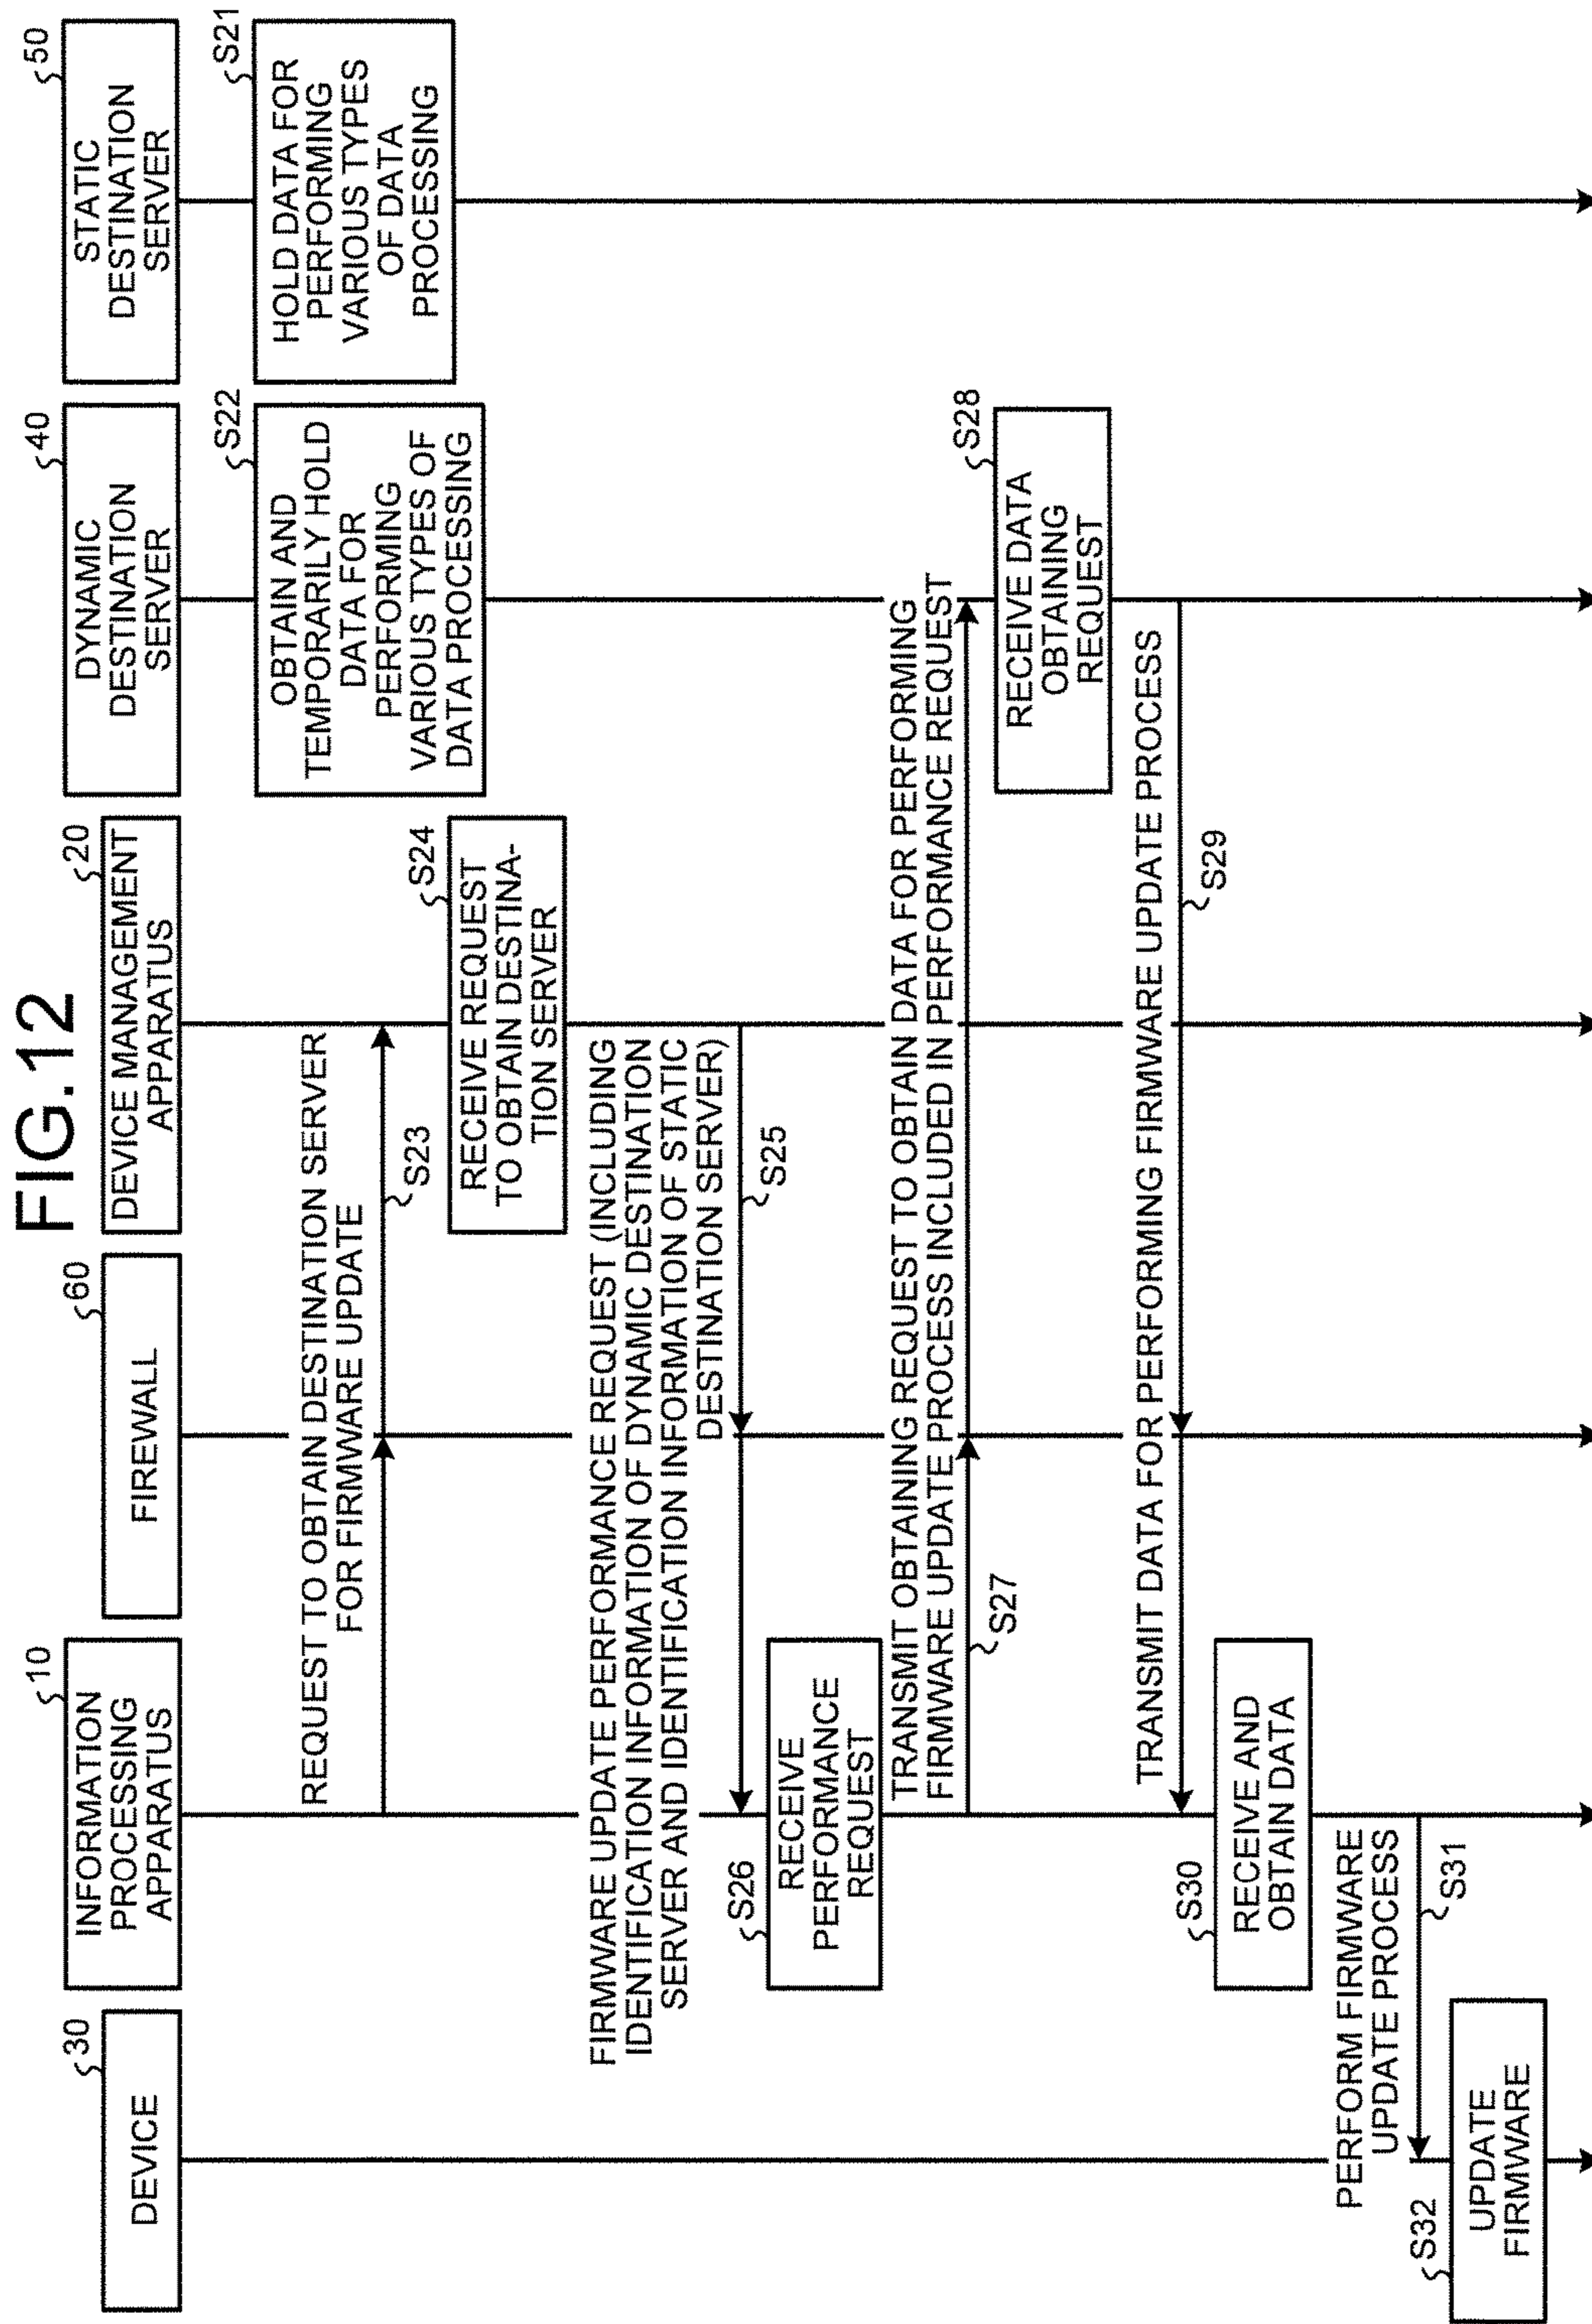 FIG.12
30
DEVICE
10
INFORMATION
PROCESSING
APPARATUS
60
FIREWALL
20
DEVICE MANAGEMENT
APPARATUS
40
DYNAMIC
DESTINATION
SERVER
50
STATIC
DESTINATION
SERVER
S21
HOLD DATA FOR
PERFORMING
VARIOUS TYPES
OF DATA
PROCESSING
S22
OBTAIN AND
TEMPORARILY HOLD
DATA FOR
PERFORMING
VARIOUS TYPES OF
DATA PROCESSING
REQUEST TO OBTAIN DESTINATION SERVER
FOR FIRMWARE UPDATE
S23
S24
RECEIVE REQUEST
TO OBTAIN DESTINA-
TION SERVER
FIRMWARE UPDATE PERFORMANCE REQUEST (INCLUDING
IDENTIFICATION INFORMATION OF DYNAMIC DESTINATION
SERVER AND IDENTIFICATION INFORMATION OF STATIC
DESTINATION SERVER)
S25
S26
RECEIVE
PERFORMANCE
REQUEST
TRANSMIT OBTAINING REQUEST TO OBTAIN DATA FOR PERFORMING
FIRMWARE UPDATE PROCESS INCLUDED IN PERFORMANCE REQUEST
S27
S28
RECEIVE DATA
OBTAINING
REQUEST
TRANSMIT DATA FOR PERFORMING FIRMWARE UPDATE PROCESS
S29
S30
RECEIVE AND
OBTAIN DATA
PERFORM FIRMWARE
UPDATE PROCESS
S31
S32
UPDATE
FIRMWARE